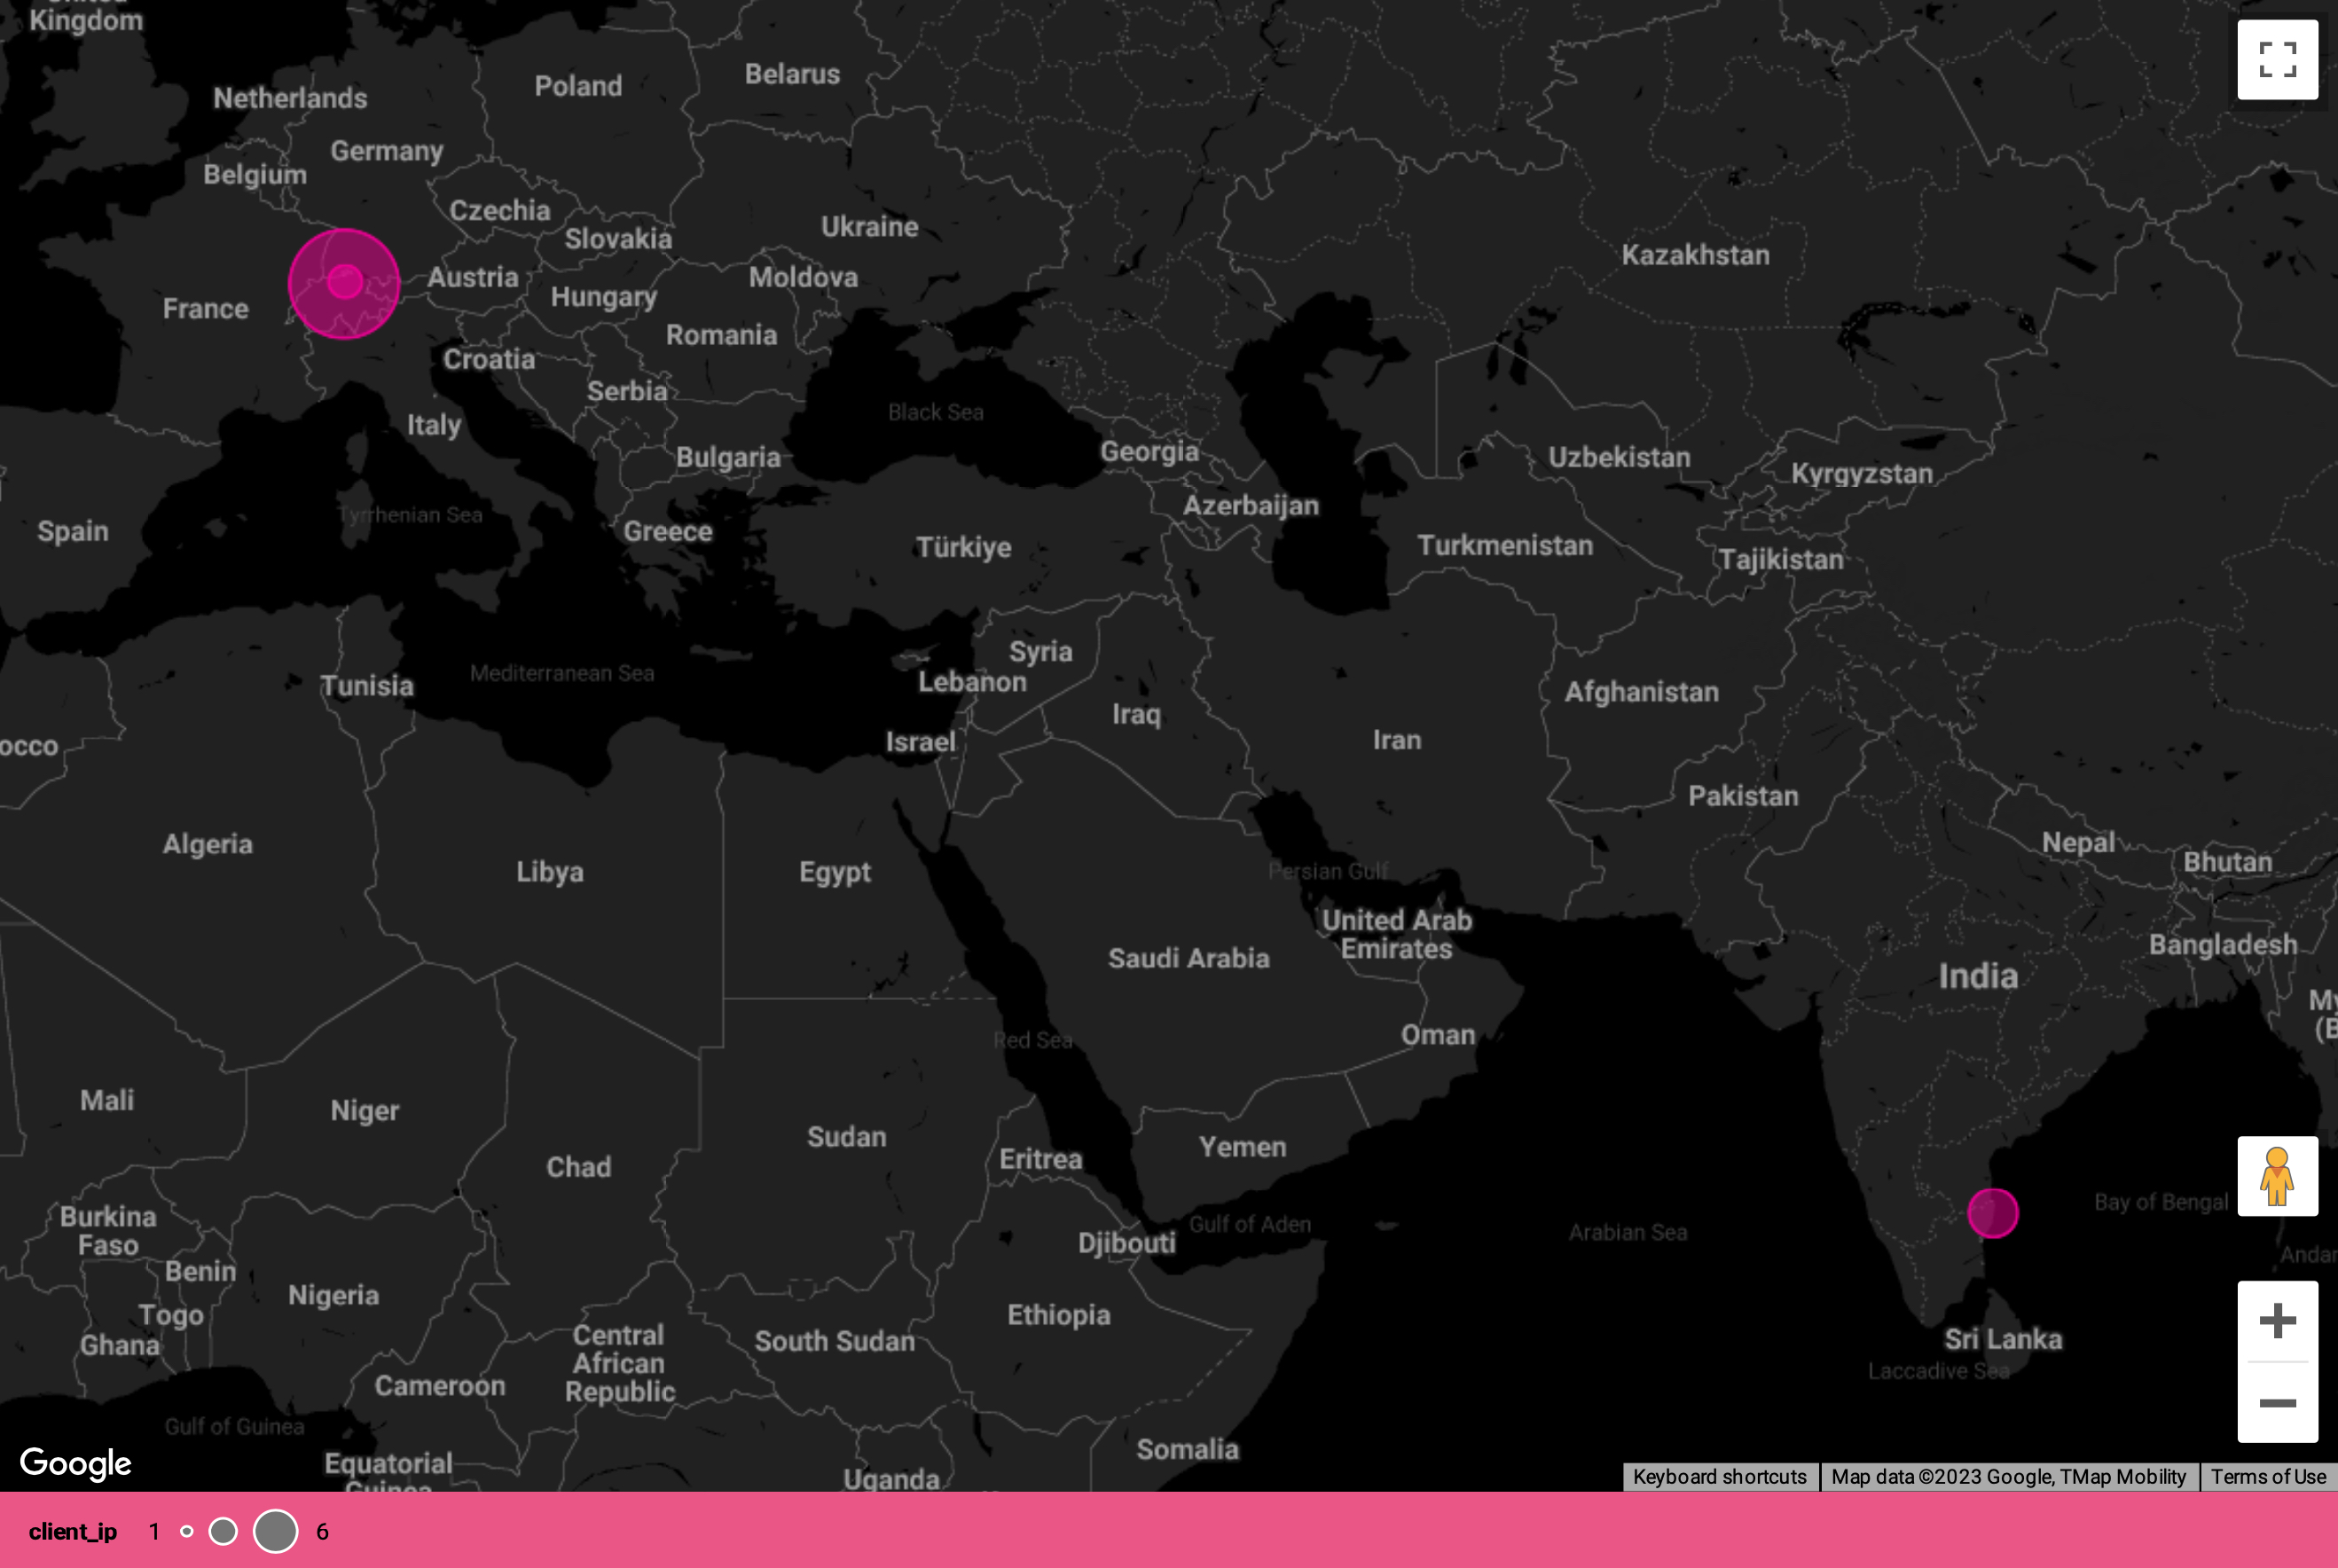 United
Kingdom
Belarus
Poland
Netherlands
Germany
Belgium
Czechia
Ukraine
Slovakia
Kazakhstan
Austria
Moldova
Hungary
France
Romania
Croatia
Serbia
Black Sea
Italy
Georgia
Bulgaria
Uzbekistan
Kyrgyzstan
Azerbaijan
Tyrrhenian Sea
Spain
Greece
Türkiye
Turkmenistan
Tajikistan
Syria
Mediterranean Sea
Lebanon
Tunisia
Afghanistan
Iraq
Israel
Iran
occo
Pakistan
Algeria
Nepal
Bhutan
Libya
Egypt
Persian Gulf
United Arab
Emirates
Bangladesh
Saudi Arabia
India
My
(B
Oman
Red Sea
Mali
Niger
Sudan
Yemen
Eritrea
Chad
Bay of Bengal
Burkina
Faso
Gulf of Aden
Arabian Sea
Djibouti
Andar
Benin
Nigeria
Togo
Ethiopia
Ghana
Central
African
Republic
South Sudan
Sri Lanka
Laccadive Sea
Cameroon
Gulf of Guinea
Somalia
Equatorial
Guinea
Uganda
Google
Keyboard shortcuts
Map data ©2023 Google, TMap Mobility
Terms of Use
client_ip 1 6